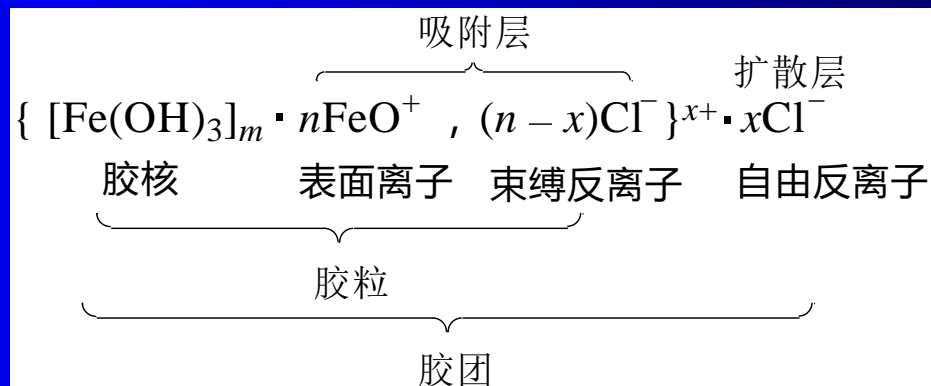 吸附层
扩散层
{ [Fe(OH)₃]ₘ · nFeO⁺ , (n – x)Cl⁻ }ˣ⁺ · xCl⁻
胶核 表面离子 束缚反离子 自由反离子
胶粒
胶团